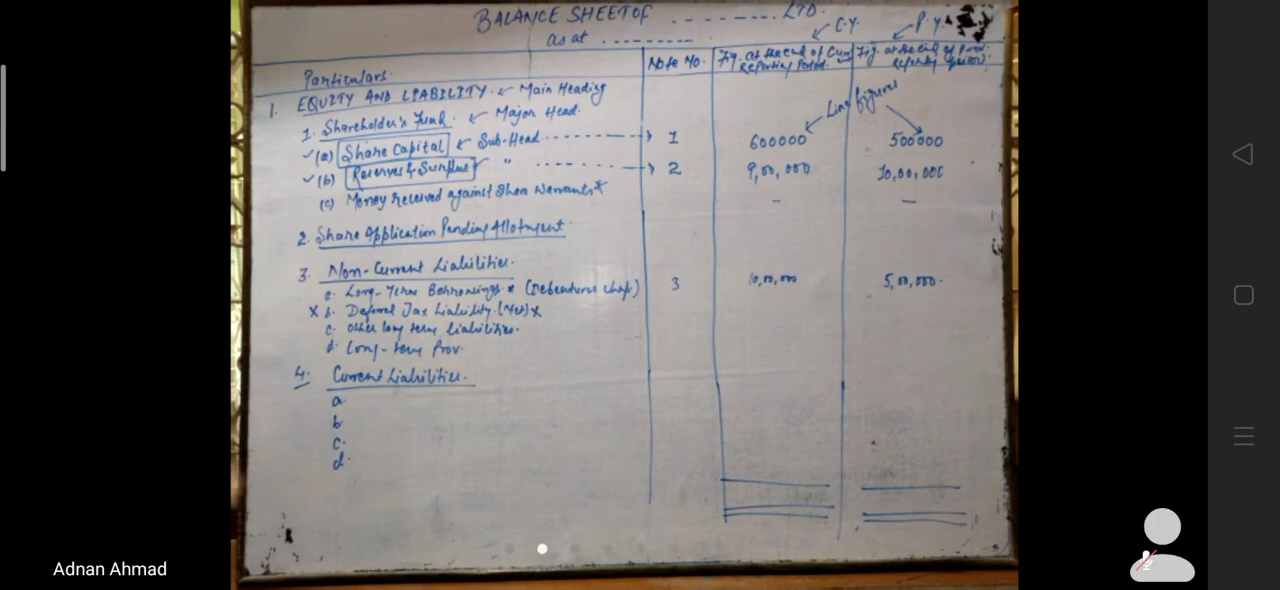 BALANCE SHEET OF ---------- LTD.
as at ----------
C.Y.
P.Y.
Particulars.
Note No.
Fig. at the end of Curr. Reporting Period.
Fig. at the end of Prev. Reporting Period.
1. EQUITY AND LIABILITY. Main Heading
Line figures
1. Shareholder's Fund. Major Head.
(a) Share Capital Sub-Head 1 600000 500000
(b) Reserves & Surplus " 2 9,00,000 10,00,000
(c) Money received against Share Warrants* - -
2. Share Application Pending Allotment.
3. Non-Current Liabilities.
a. Long-Term Borrowings * (Debentures Chap) 3 10,00,000 5,00,000.
x b. Deferred Tax Liability (Net) x
c. Other long term liabilities.
d. Long-term Prov.
4. Current Liabilities.
a.
b.
c.
d.
Adnan Ahmad